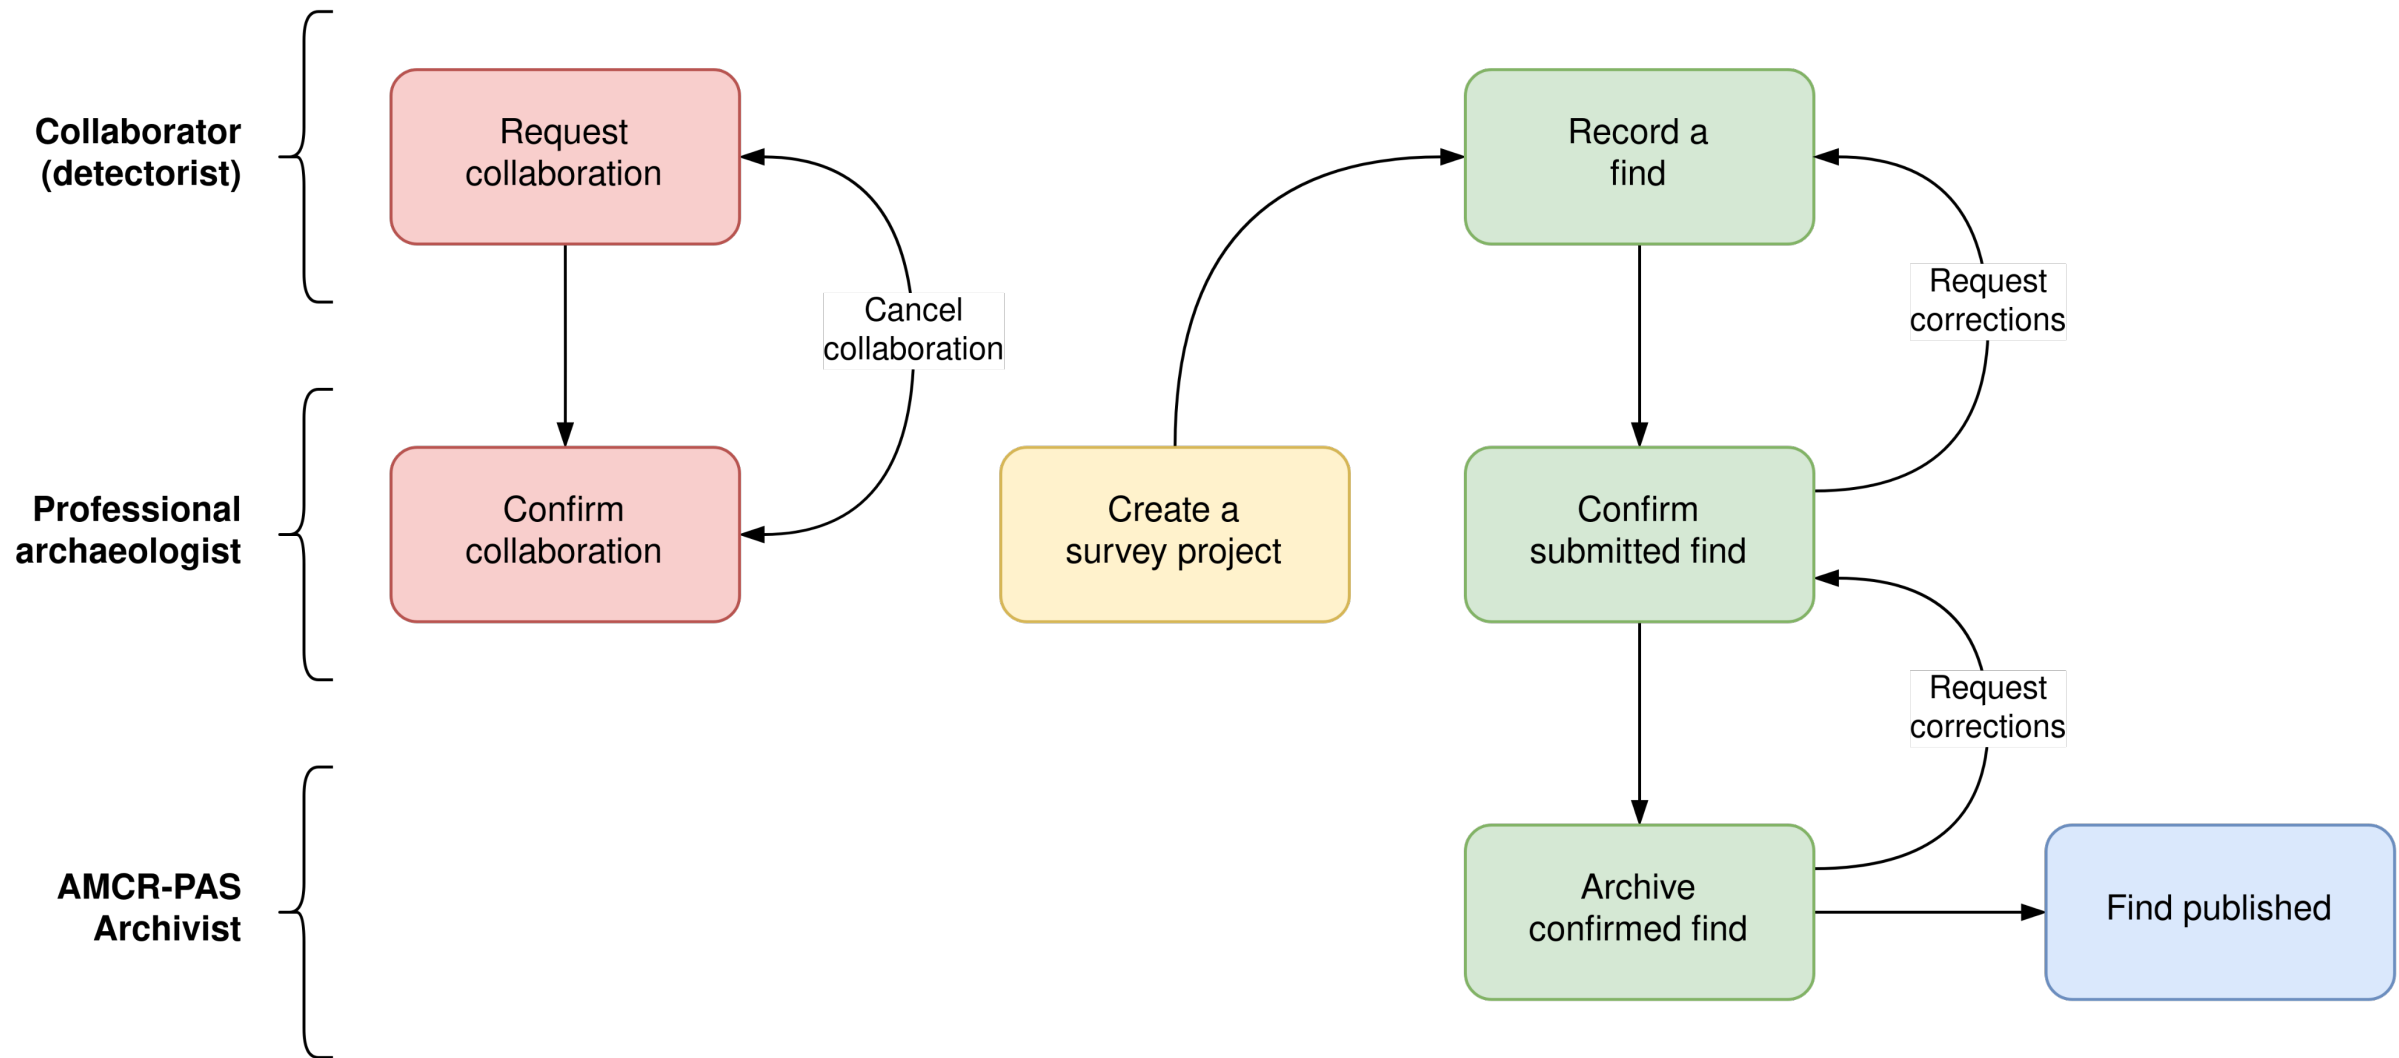 Collaborator
(detectorist)
Request
collaboration
Record a
find
Cancel
collaboration
Request
corrections
Professional
archaeologist
Confirm
collaboration
Create a
survey project
Confirm
submitted find
Request
corrections
AMCR-PAS
Archivist
Archive
confirmed find
Find published